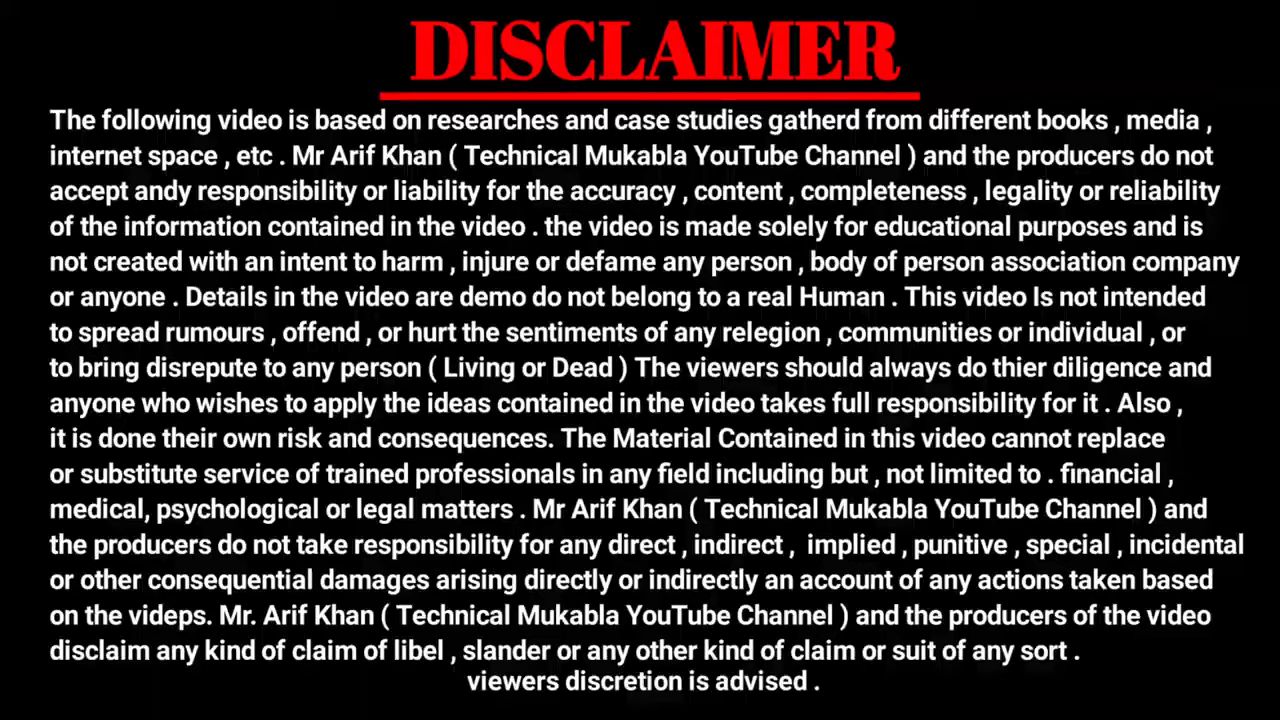 DISCLAIMER
The following video is based on researches and case studies gatherd from different books , media ,
internet space , etc . Mr Arif Khan ( Technical Mukabla YouTube Channel ) and the producers do not
accept andy responsibility or liability for the accuracy , content , completeness , legality or reliability
of the information contained in the video . the video is made solely for educational purposes and is
not created with an intent to harm , injure or defame any person , body of person association company
or anyone . Details in the video are demo do not belong to a real Human . This video Is not intended
to spread rumours , offend , or hurt the sentiments of any relegion , communities or individual , or
to bring disrepute to any person ( Living or Dead ) The viewers should always do thier diligence and
anyone who wishes to apply the ideas contained in the video takes full responsibility for it . Also ,
it is done their own risk and consequences. The Material Contained in this video cannot replace
or substitute service of trained professionals in any field including but , not limited to . financial ,
medical, psychological or legal matters . Mr Arif Khan ( Technical Mukabla YouTube Channel ) and
the producers do not take responsibility for any direct , indirect ,  implied , punitive , special , incidental
or other consequential damages arising directly or indirectly an account of any actions taken based
on the videps. Mr. Arif Khan ( Technical Mukabla YouTube Channel ) and the producers of the video
disclaim any kind of claim of libel , slander or any other kind of claim or suit of any sort .
viewers discretion is advised .